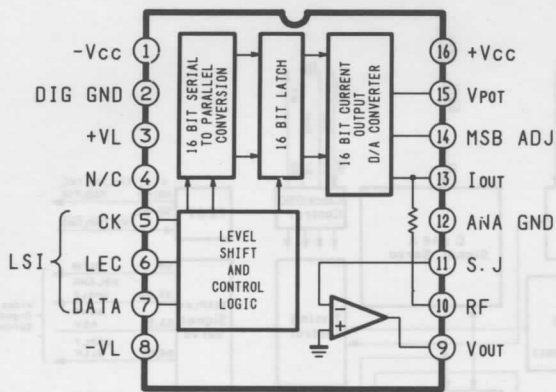 -Vcc 1
DIG GND 2
+VL 3
N/C 4
LSI
CK 5
LEC 6
DATA 7
-VL 8
16 BIT SERIAL
TO PARALLEL
CONVERSION
16 BIT LATCH
16 BIT CURRENT
OUTPUT
D/A CONVERTER
LEVEL
SHIFT
AND
CONTROL
LOGIC
- +
16 +Vcc
15 VPOT
14 MSB ADJ
13 IOUT
12 ANA GND
11 S.J
10 RF
9 VOUT